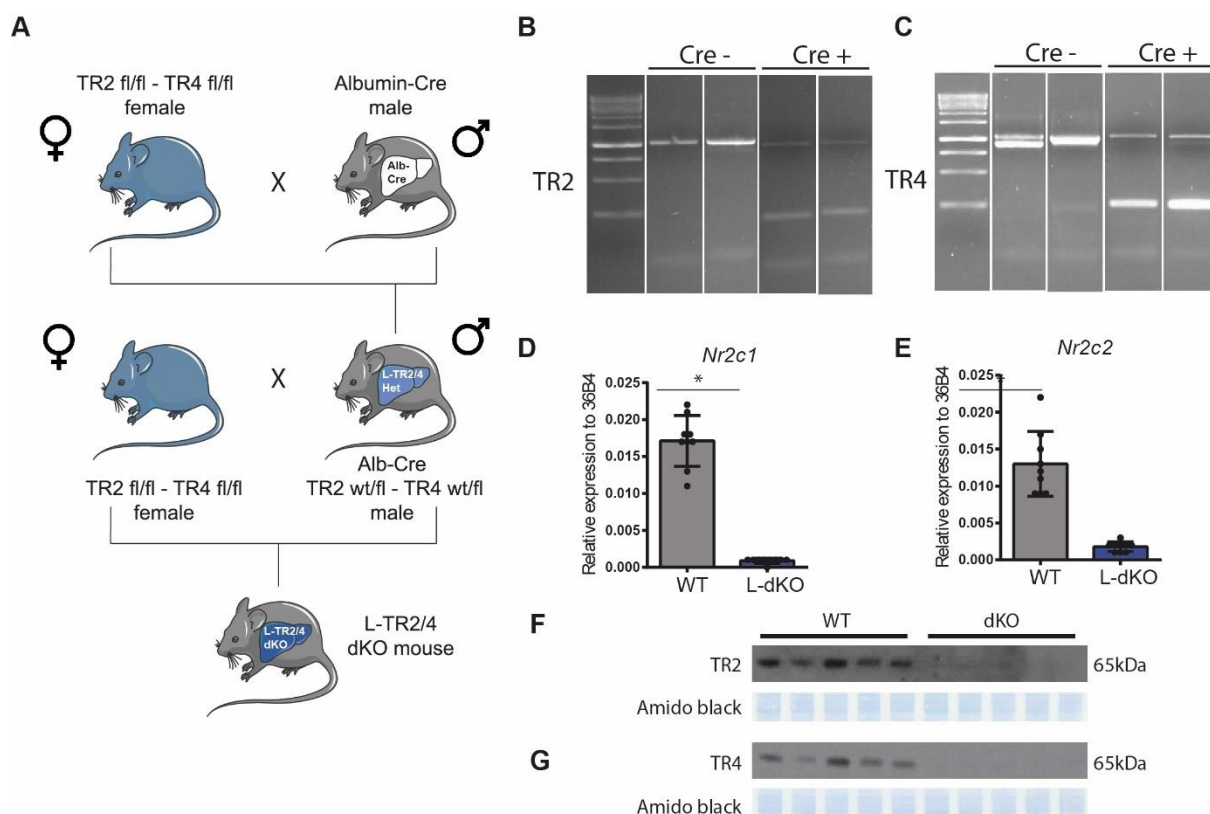 A
TR2 fl/fl - TR4 fl/fl
female
Albumin-Cre
male
♀
♂
X
Alb-
Cre
♀
♂
X
L-TR2/4
Het
TR2 fl/fl - TR4 fl/fl
female
Alb-Cre
TR2 wt/fl - TR4 wt/fl
male
L-TR2/4
dKO
L-TR2/4
dKO mouse
B
Cre -
Cre +
TR2
C
Cre -
Cre +
TR4
D
Nr2c1
Relative expression to 36B4
0.025
0.020
0.015
0.010
0.005
0.000
*
WT
L-dKO
E
Nr2c2
Relative expression to 36B4
0.025
0.020
0.015
0.010
0.005
0.000
*
WT
L-dKO
F
WT
dKO
TR2
65kDa
Amido black
G
TR4
65kDa
Amido black